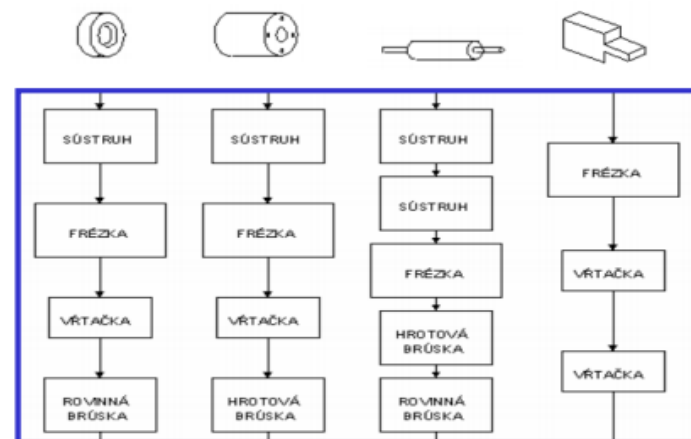 SÚSTRUH
FRÉZKA
VŔTAČKA
ROVINNÁ
BRÚSKA
SÚSTRUH
FRÉZKA
VŔTAČKA
HROTOVÁ
BRÚSKA
SÚSTRUH
SÚSTRUH
FRÉZKA
HROTOVÁ
BRÚSKA
ROVINNÁ
BRÚSKA
FRÉZKA
VŔTAČKA
VŔTAČKA